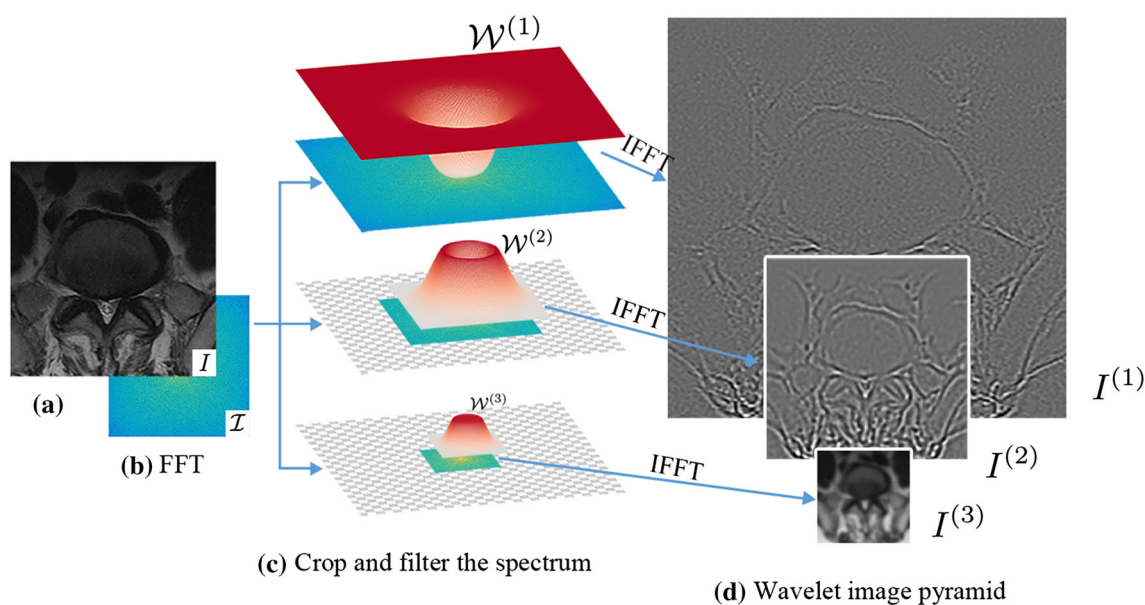 𝒲^(1)
IFFT
I
(a)
ℐ
(b) FFT
𝒲^(2)
IFFT
𝒲^(3)
IFFT
I^(1)
I^(2)
I^(3)
(c) Crop and filter the spectrum
(d) Wavelet image pyramid